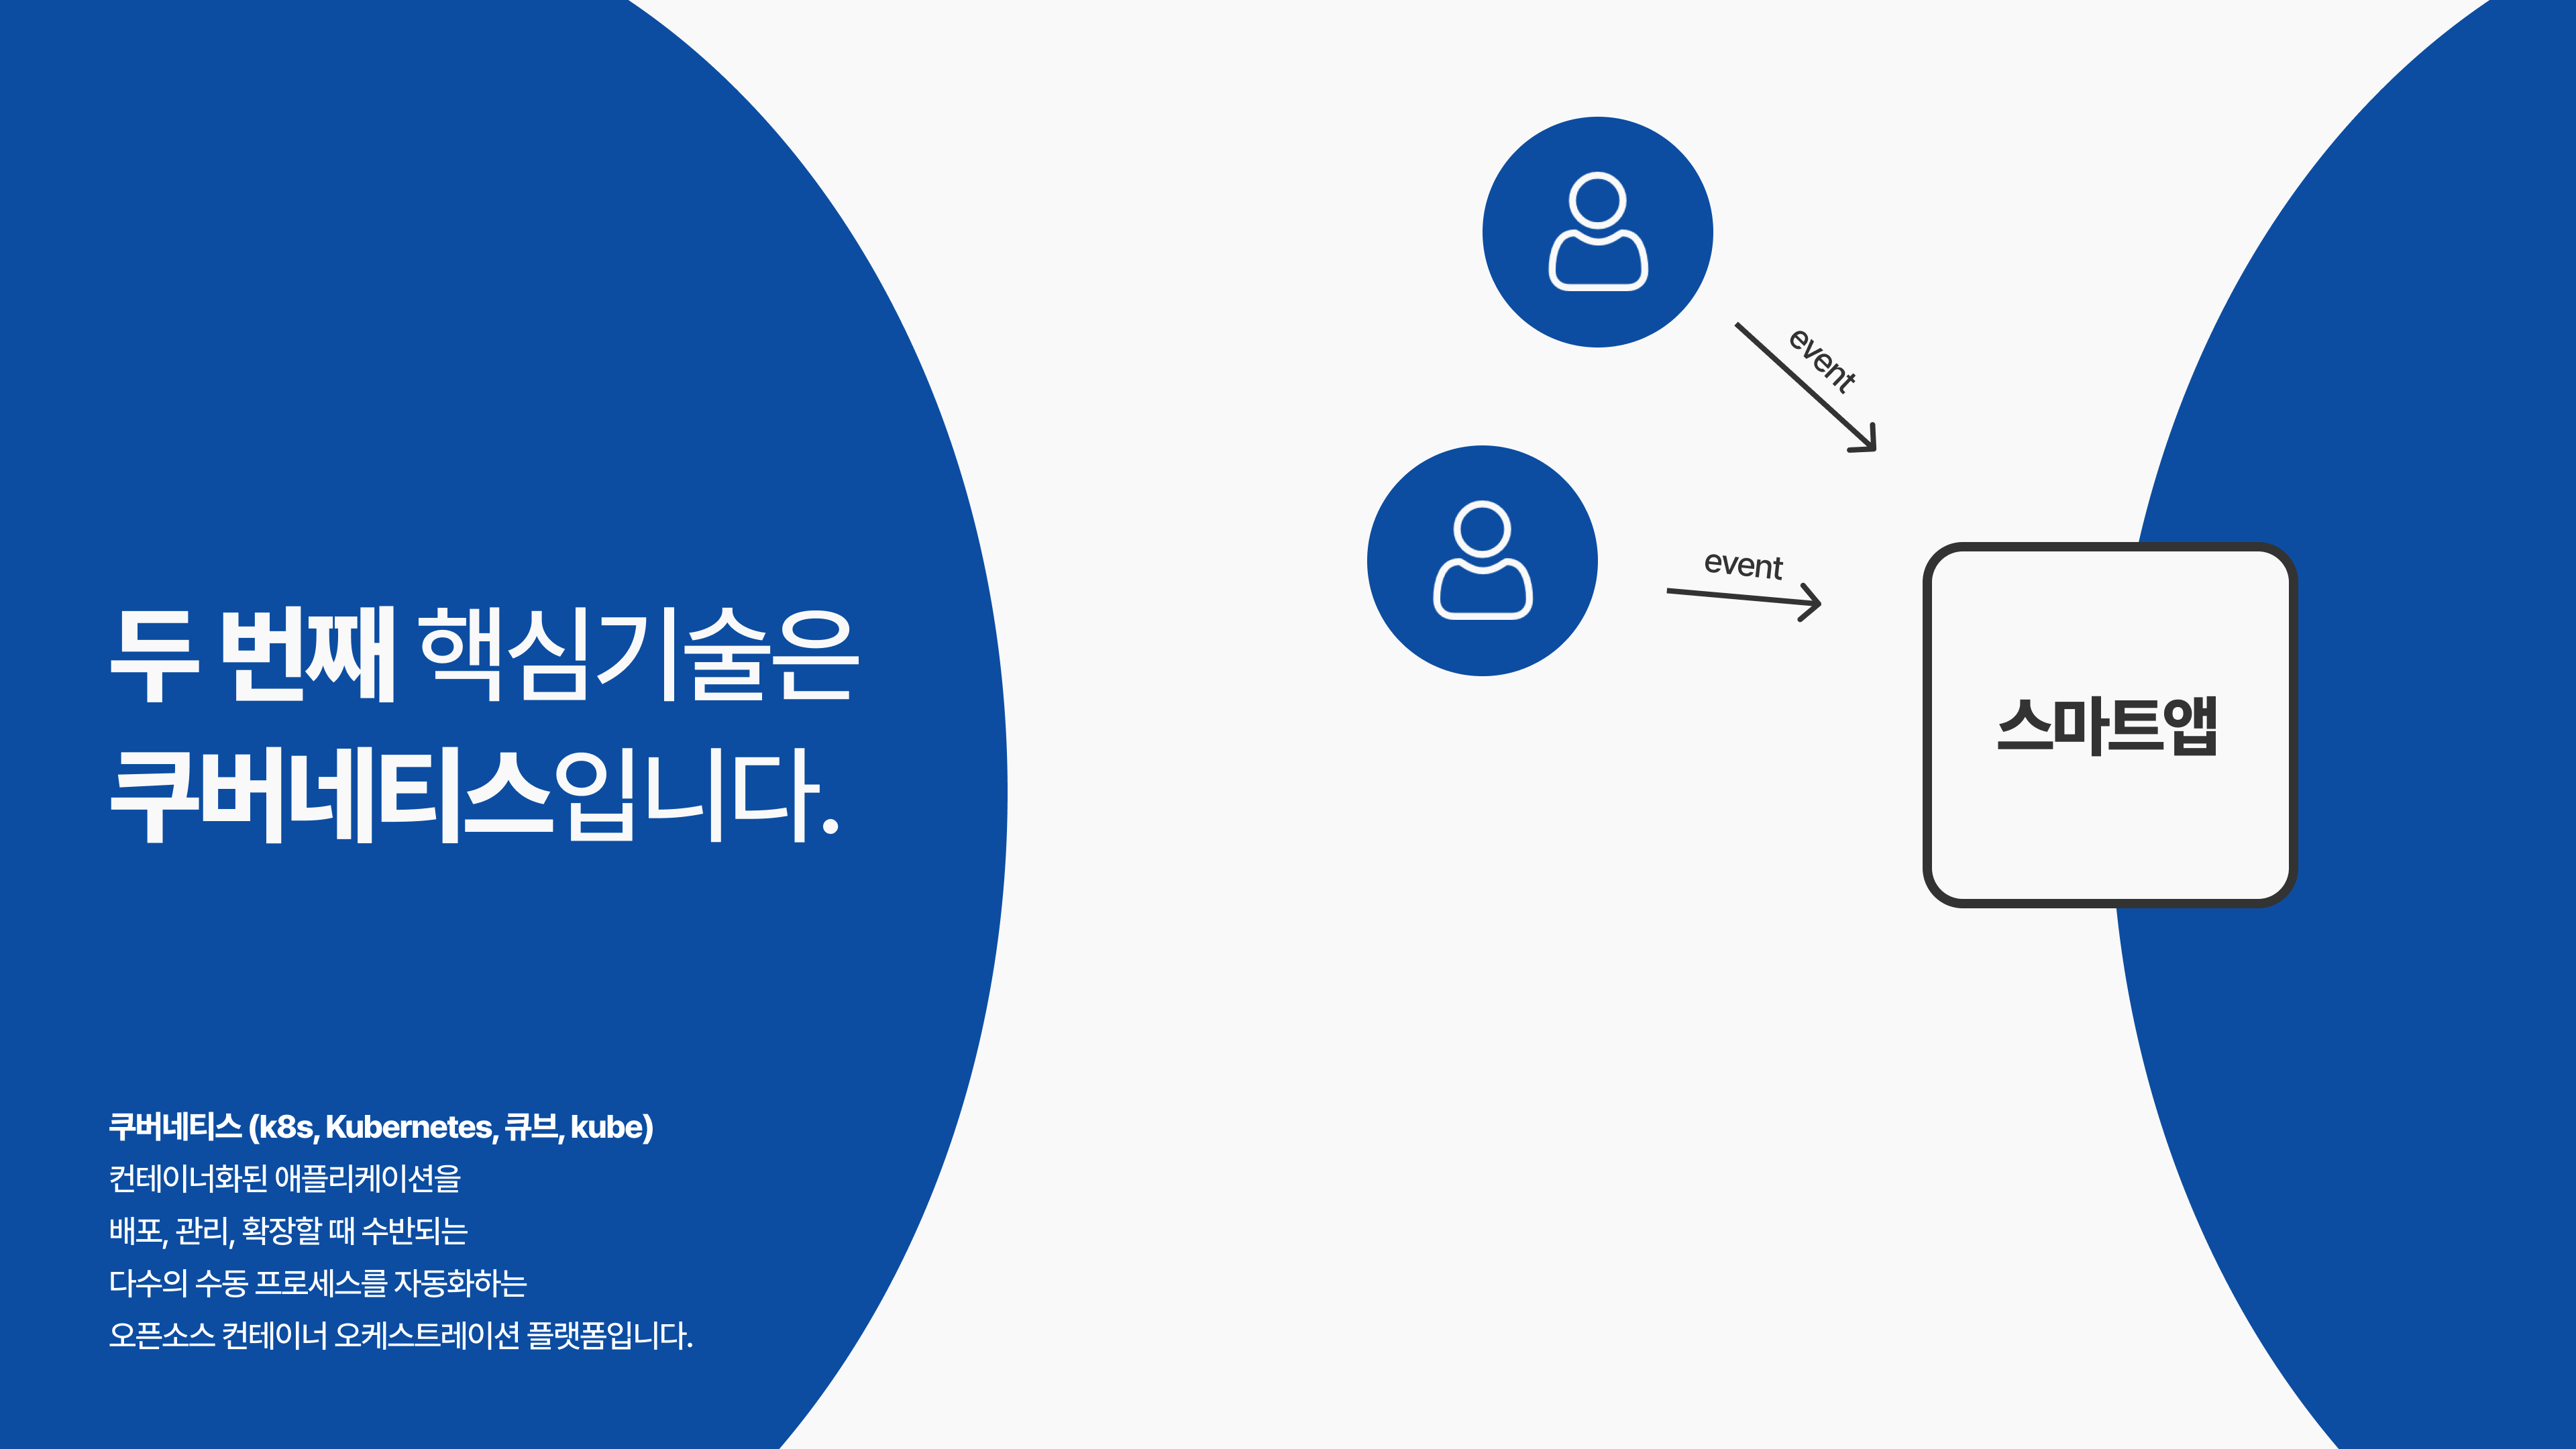 두 번째 핵심기술은
쿠버네티스입니다.
쿠버네티스 (k8s, Kubernetes, 큐브, kube)
컨테이너화된 애플리케이션을
배포, 관리, 확장할 때 수반되는
다수의 수동 프로세스를 자동화하는
오픈소스 컨테이너 오케스트레이션 플랫폼입니다.
event
event
스마트앱